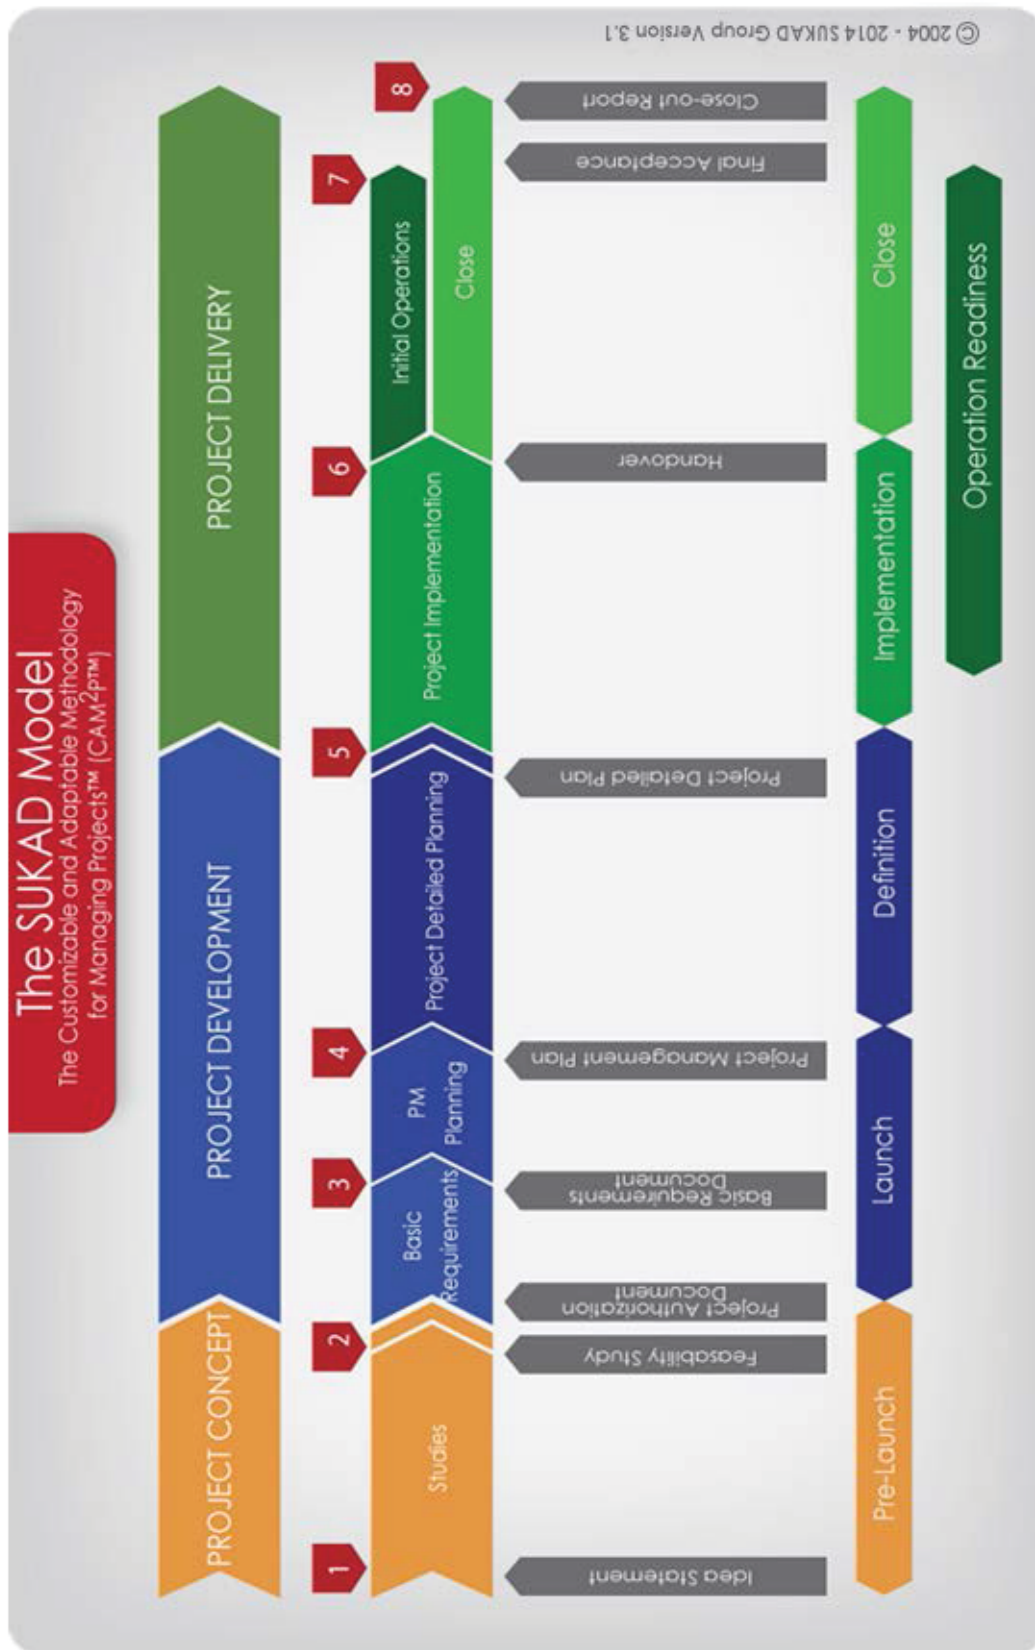 The SUKAD Model
The Customizable and Adaptable Methodology
for Managing Projects™ (CAM²P™)
PROJECT CONCEPT
PROJECT DEVELOPMENT
PROJECT DELIVERY
1
2
3
4
5
6
7
8
Studies
Basic
Requirements
PM
Planning
Project Detailed Planning
Project Implementation
Initial Operations
Close
Idea Statement
Feasability Study
Project Authorization
Document
Basic Requirements
Document
Project Management Plan
Project Detailed Plan
Handover
Final Acceptance
Close-out Report
Pre-Launch
Launch
Definition
Implementation
Close
Operation Readiness
© 2004 - 2014 SUKAD Group Version 3.1